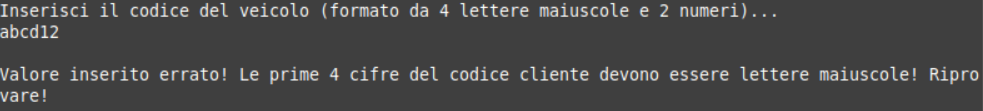 Inserisci il codice del veicolo (formato da 4 lettere maiuscole e 2 numeri)...
abcd12
Valore inserito errato! Le prime 4 cifre del codice cliente devono essere lettere maiuscole! Ripro
vare!